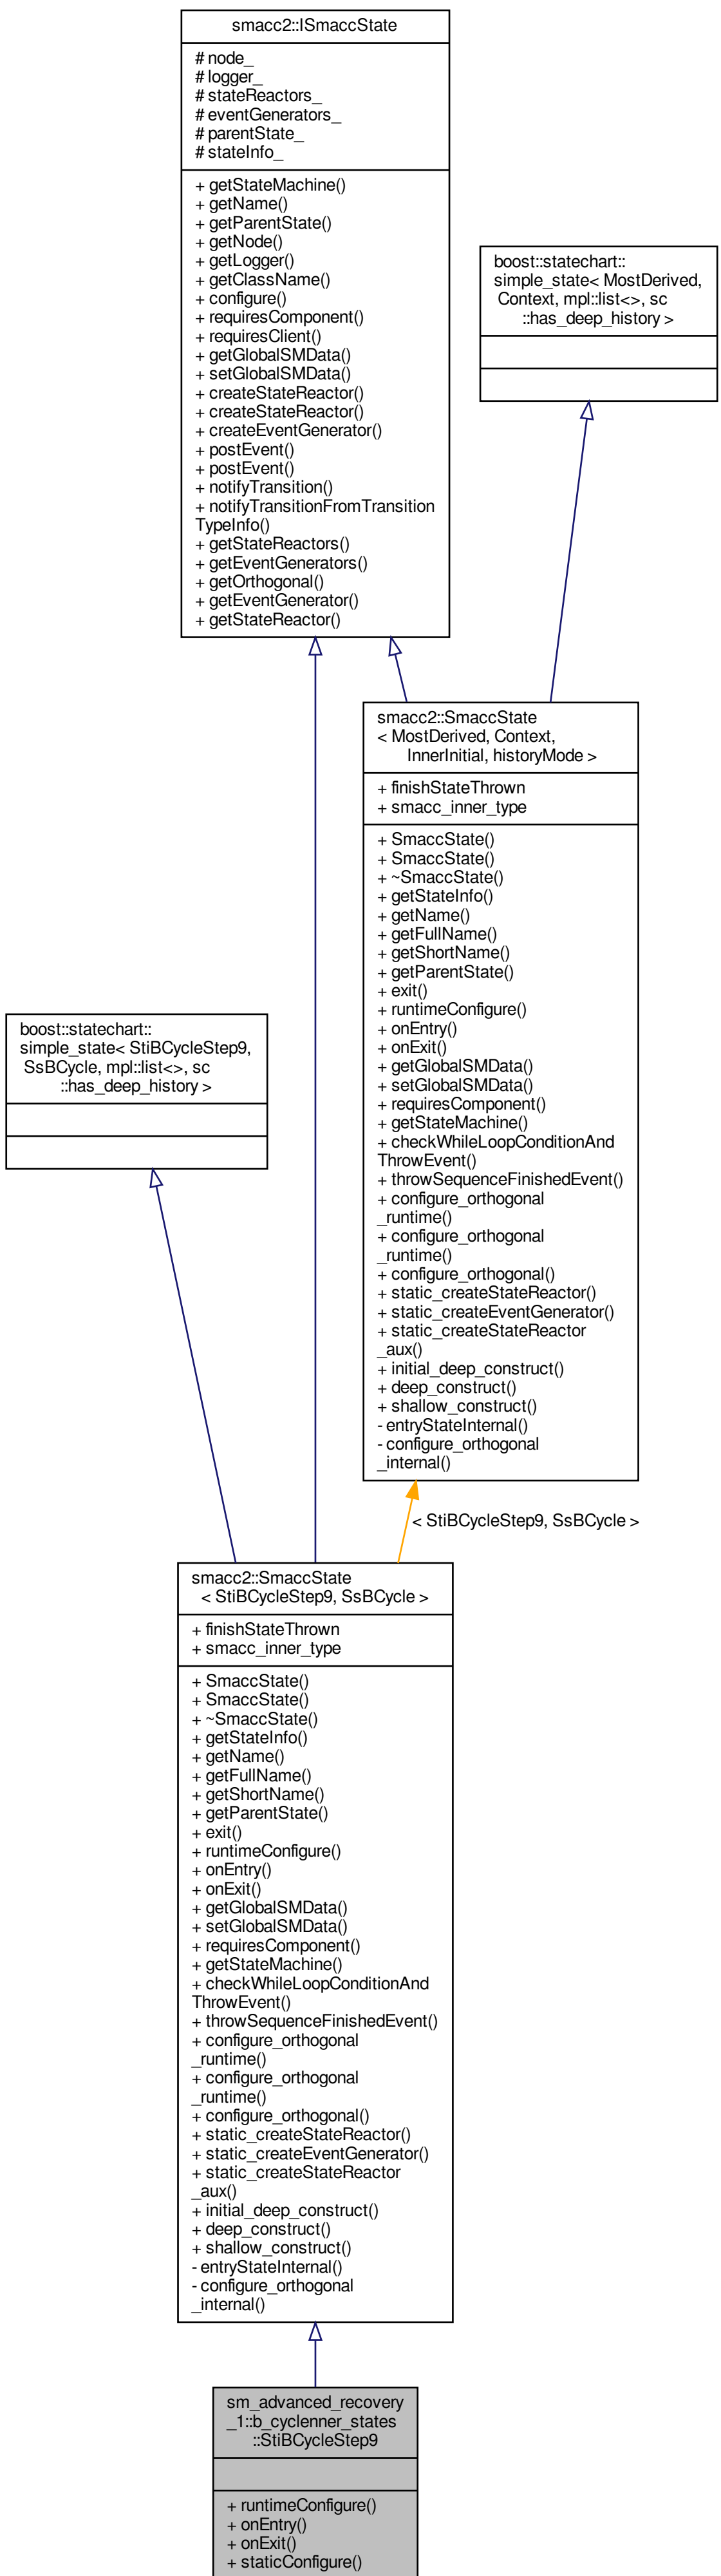 smacc2::ISmaccState
# node_
# logger_
# stateReactors_
# eventGenerators_
# parentState_
# stateInfo_
+ getStateMachine()
+ getName()
+ getParentState()
+ getNode()
+ getLogger()
+ getClassName()
+ configure()
+ requiresComponent()
+ requiresClient()
+ getGlobalSMData()
+ setGlobalSMData()
+ createStateReactor()
+ createStateReactor()
+ createEventGenerator()
+ postEvent()
+ postEvent()
+ notifyTransition()
+ notifyTransitionFromTransition
TypeInfo()
+ getStateReactors()
+ getEventGenerators()
+ getOrthogonal()
+ getEventGenerator()
+ getStateReactor()
boost::statechart::
simple_state< MostDerived,
Context, mpl::list<>, sc
::has_deep_history >
smacc2::SmaccState
< MostDerived, Context,
InnerInitial, historyMode >
+ finishStateThrown
+ smacc_inner_type
+ SmaccState()
+ SmaccState()
+ ~SmaccState()
+ getStateInfo()
+ getName()
+ getFullName()
+ getShortName()
+ getParentState()
+ exit()
+ runtimeConfigure()
+ onEntry()
+ onExit()
+ getGlobalSMData()
+ setGlobalSMData()
+ requiresComponent()
+ getStateMachine()
+ checkWhileLoopConditionAnd
ThrowEvent()
+ throwSequenceFinishedEvent()
+ configure_orthogonal
_runtime()
+ configure_orthogonal
_runtime()
+ configure_orthogonal()
+ static_createStateReactor()
+ static_createEventGenerator()
+ static_createStateReactor
_aux()
+ initial_deep_construct()
+ deep_construct()
+ shallow_construct()
- entryStateInternal()
- configure_orthogonal
_internal()
boost::statechart::
simple_state< StiBCycleStep9,
SsBCycle, mpl::list<>, sc
::has_deep_history >
< StiBCycleStep9, SsBCycle >
smacc2::SmaccState
< StiBCycleStep9, SsBCycle >
+ finishStateThrown
+ smacc_inner_type
+ SmaccState()
+ SmaccState()
+ ~SmaccState()
+ getStateInfo()
+ getName()
+ getFullName()
+ getShortName()
+ getParentState()
+ exit()
+ runtimeConfigure()
+ onEntry()
+ onExit()
+ getGlobalSMData()
+ setGlobalSMData()
+ requiresComponent()
+ getStateMachine()
+ checkWhileLoopConditionAnd
ThrowEvent()
+ throwSequenceFinishedEvent()
+ configure_orthogonal
_runtime()
+ configure_orthogonal
_runtime()
+ configure_orthogonal()
+ static_createStateReactor()
+ static_createEventGenerator()
+ static_createStateReactor
_aux()
+ initial_deep_construct()
+ deep_construct()
+ shallow_construct()
- entryStateInternal()
- configure_orthogonal
_internal()
sm_advanced_recovery
_1::b_cyclenner_states
::StiBCycleStep9
+ runtimeConfigure()
+ onEntry()
+ onExit()
+ staticConfigure()